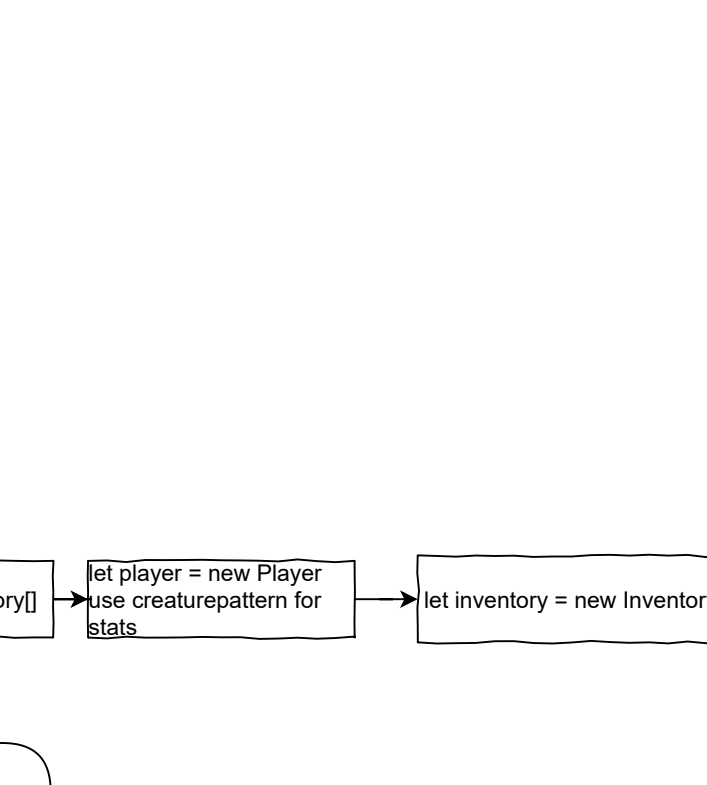 ory[]
let player = new Player
use creaturepattern for
stats
let inventory = new Inventor